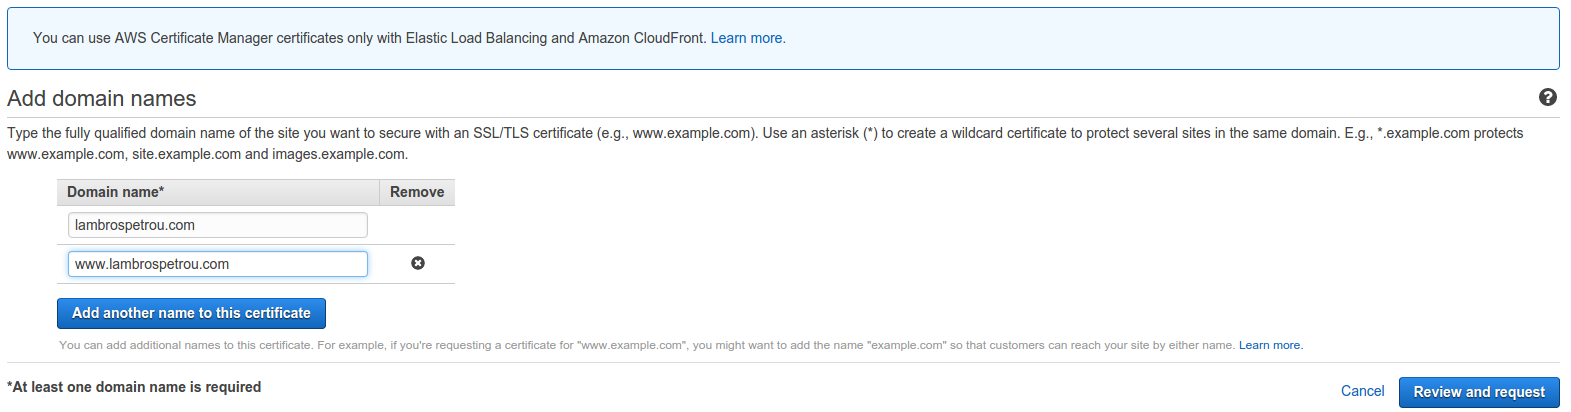 You can use AWS Certificate Manager certificates only with Elastic Load Balancing and Amazon CloudFront. Learn more.
Add domain names
Type the fully qualified domain name of the site you want to secure with an SSL/TLS certificate (e.g., www.example.com). Use an asterisk (*) to create a wildcard certificate to protect several sites in the same domain. E.g., *.example.com protects
www.example.com, site.example.com and images.example.com.
Domain name* Remove
lambrospetrou.com
www.lambrospetrou.com
Add another name to this certificate
You can add additional names to this certificate. For example, if you're requesting a certificate for "www.example.com", you might want to add the name "example.com" so that customers can reach your site by either name. Learn more.
*At least one domain name is required
Cancel Review and request